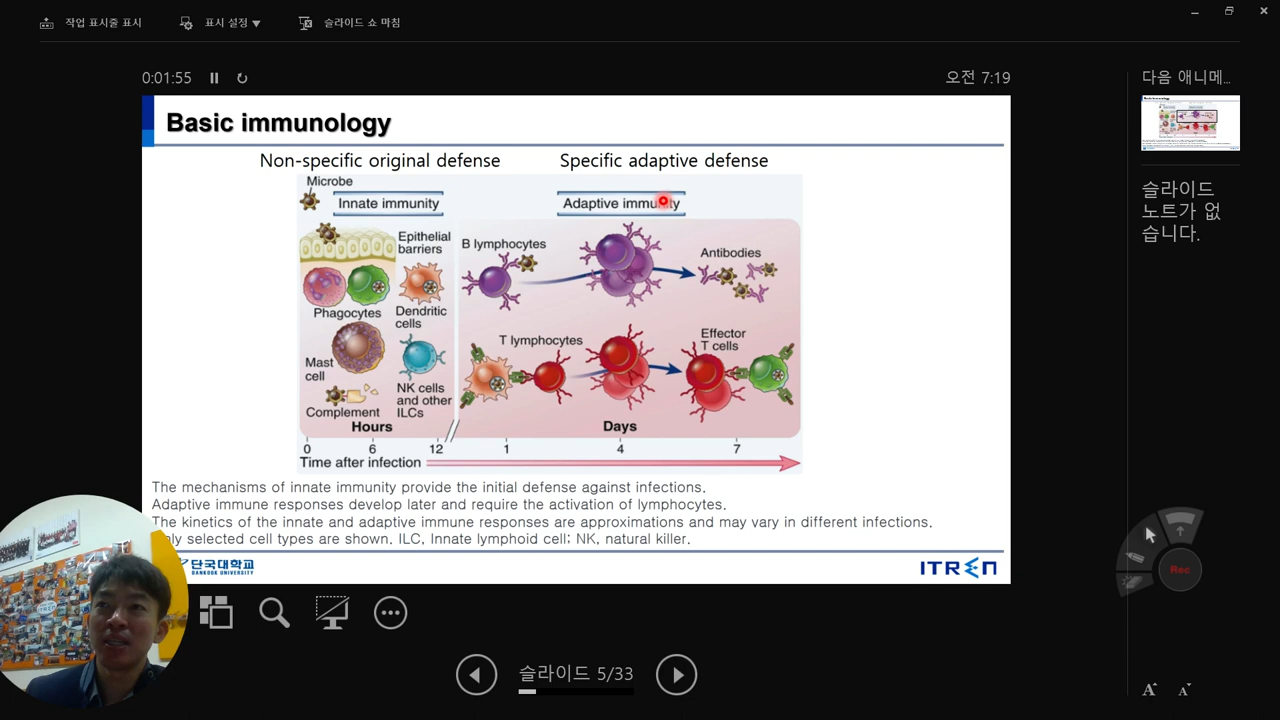 작업 표시줄 표시
표시 설정 ▼
슬라이드 쇼 마침
0:01:55
오전 7:19
다음 애니메...
Basic immunology
Non-specific original defense
Specific adaptive defense
Microbe
Innate immunity
Adaptive immunity
Epithelial
barriers
B lymphocytes
Antibodies
Phagocytes
Dendritic
cells
T lymphocytes
Effector
T cells
Mast
cell
NK cells
and other
ILCs
Complement
Hours
Days
0 6 12 1 4 7
Time after infection
The mechanisms of innate immunity provide the initial defense against infections.
Adaptive immune responses develop later and require the activation of lymphocytes.
The kinetics of the innate and adaptive immune responses are approximations and may vary in different infections.
selected cell types are shown. ILC, Innate lymphoid cell; NK, natural killer.
단국대학교
DANKOOK UNIVERSITY
ITREN
슬라이드
노트가 없
습니다.
Rec
슬라이드 5/33
A A